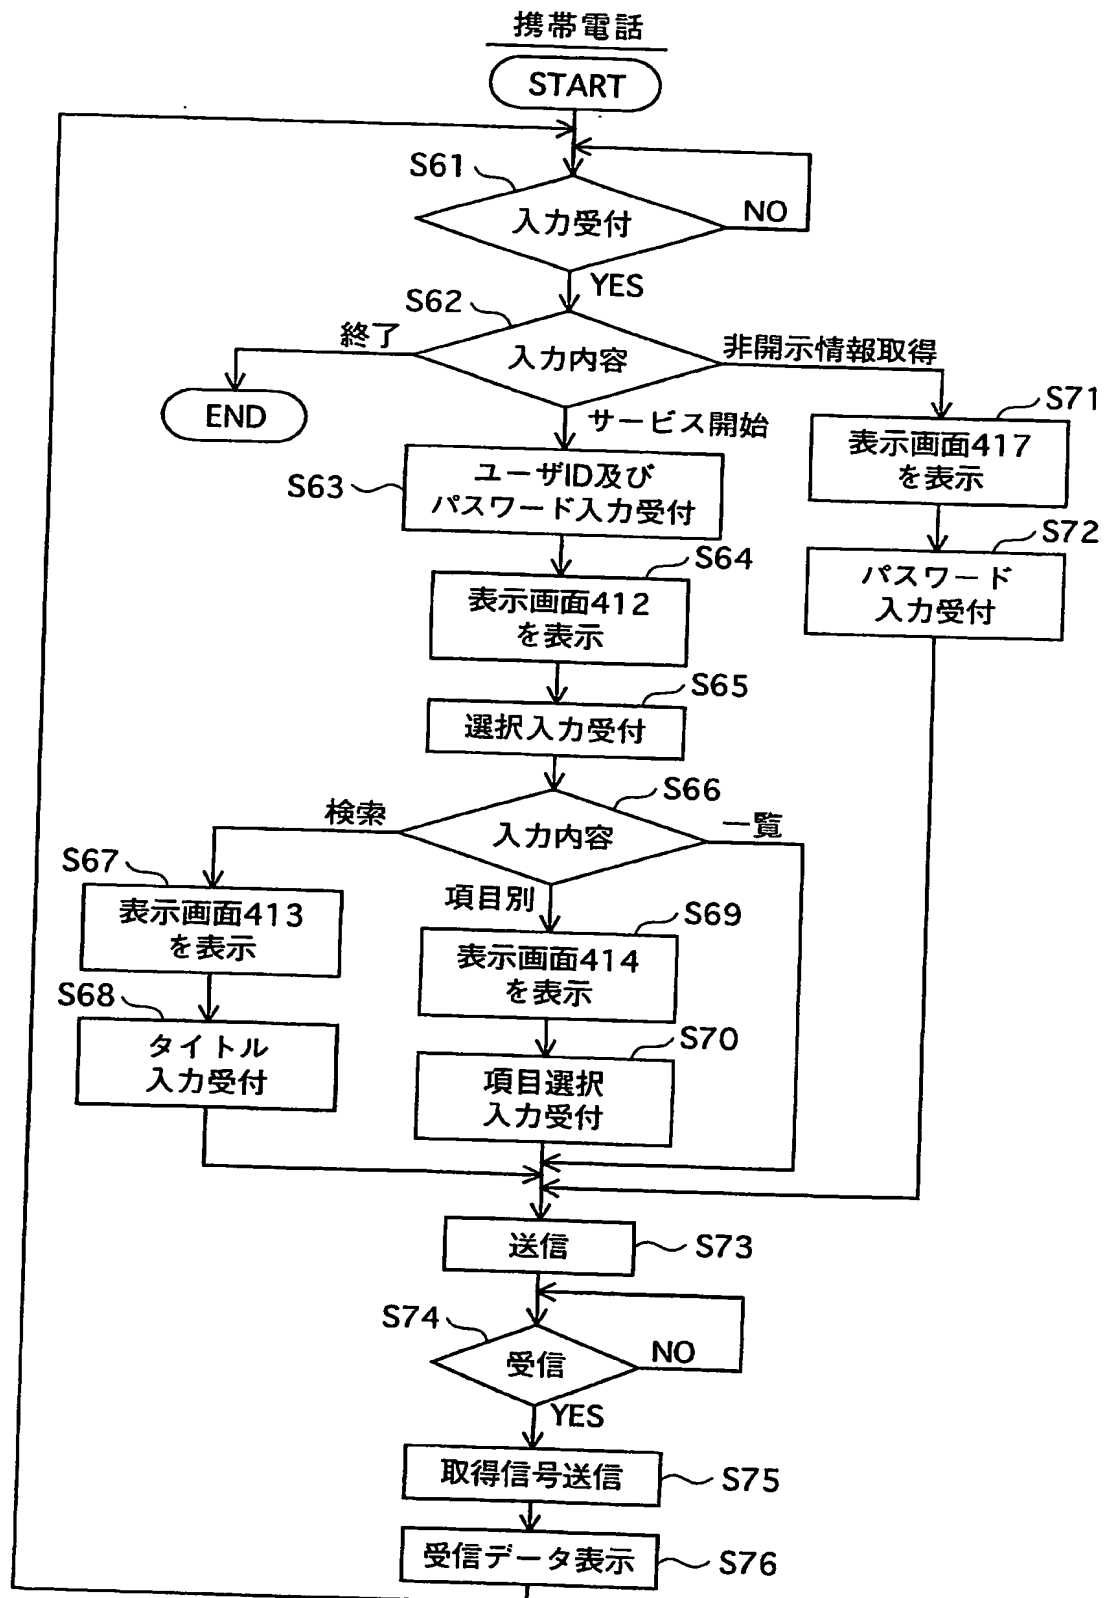 携帯電話
START
S61
入力受付
NO
YES
S62
終了
入力内容
非開示情報取得
END
サービス開始
S71
表示画面417
を表示
S63
ユーザID及び
パスワード入力受付
S72
パスワード
入力受付
S64
表示画面412
を表示
S65
選択入力受付
S66
検索
入力内容
一覧
S67
表示画面413
を表示
項目別
S69
表示画面414
を表示
S68
タイトル
入力受付
S70
項目選択
入力受付
送信
S73
S74
受信
NO
YES
取得信号送信
S75
受信データ表示
S76